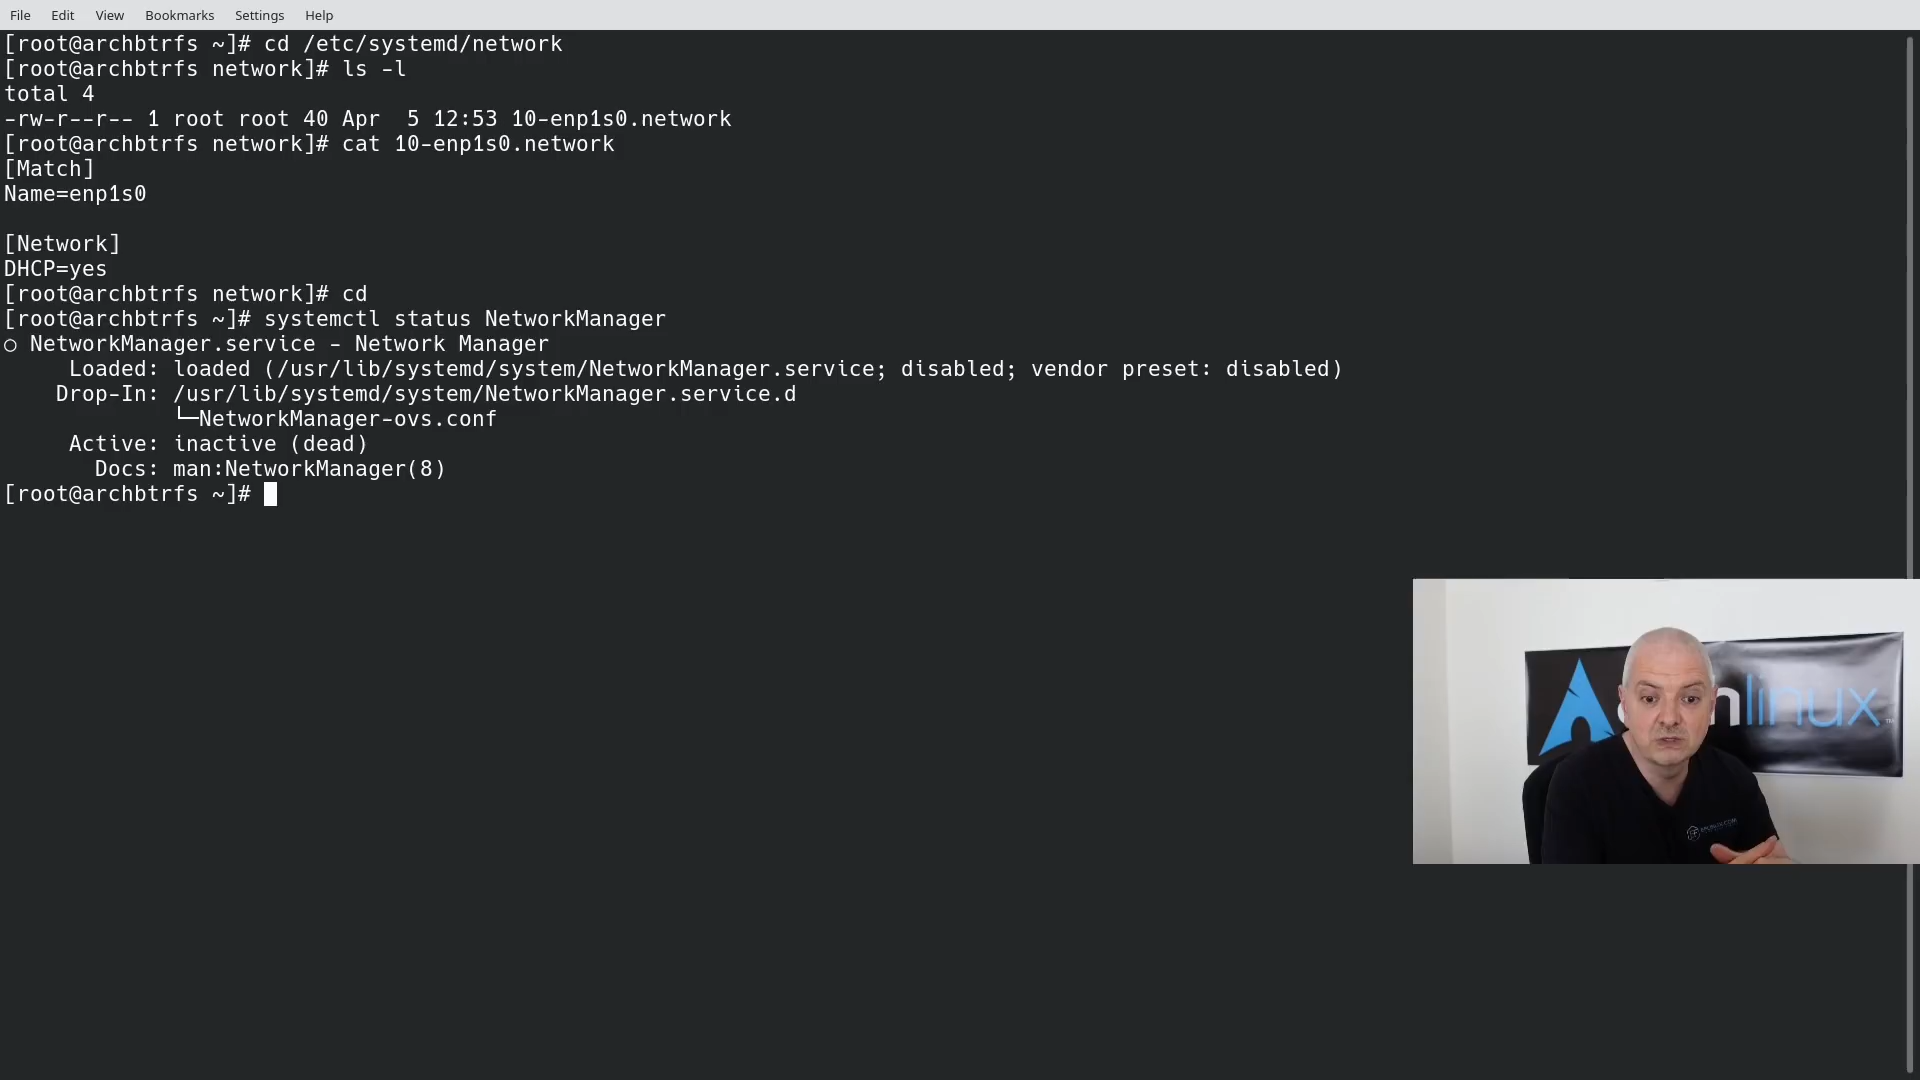 File Edit View Bookmarks Settings Help
[root@archbtrfs ~]# cd /etc/systemd/network
[root@archbtrfs network]# ls -l
total 4
-rw-r--r-- 1 root root 40 Apr  5 12:53 10-enp1s0.network
[root@archbtrfs network]# cat 10-enp1s0.network
[Match]
Name=enp1s0

[Network]
DHCP=yes
[root@archbtrfs network]# cd
[root@archbtrfs ~]# systemctl status NetworkManager
○ NetworkManager.service - Network Manager
     Loaded: loaded (/usr/lib/systemd/system/NetworkManager.service; disabled; vendor preset: disabled)
    Drop-In: /usr/lib/systemd/system/NetworkManager.service.d
             └─NetworkManager-ovs.conf
     Active: inactive (dead)
       Docs: man:NetworkManager(8)
[root@archbtrfs ~]#
linux